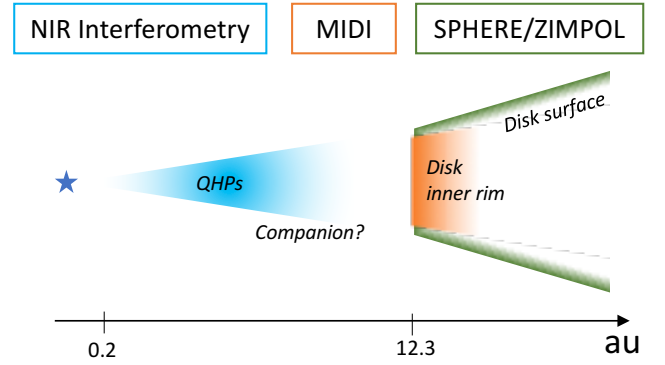 NIR Interferometry
MIDI
SPHERE/ZIMPOL
Disk surface
QHPs
Disk
inner rim
Companion?
0.2
12.3
au